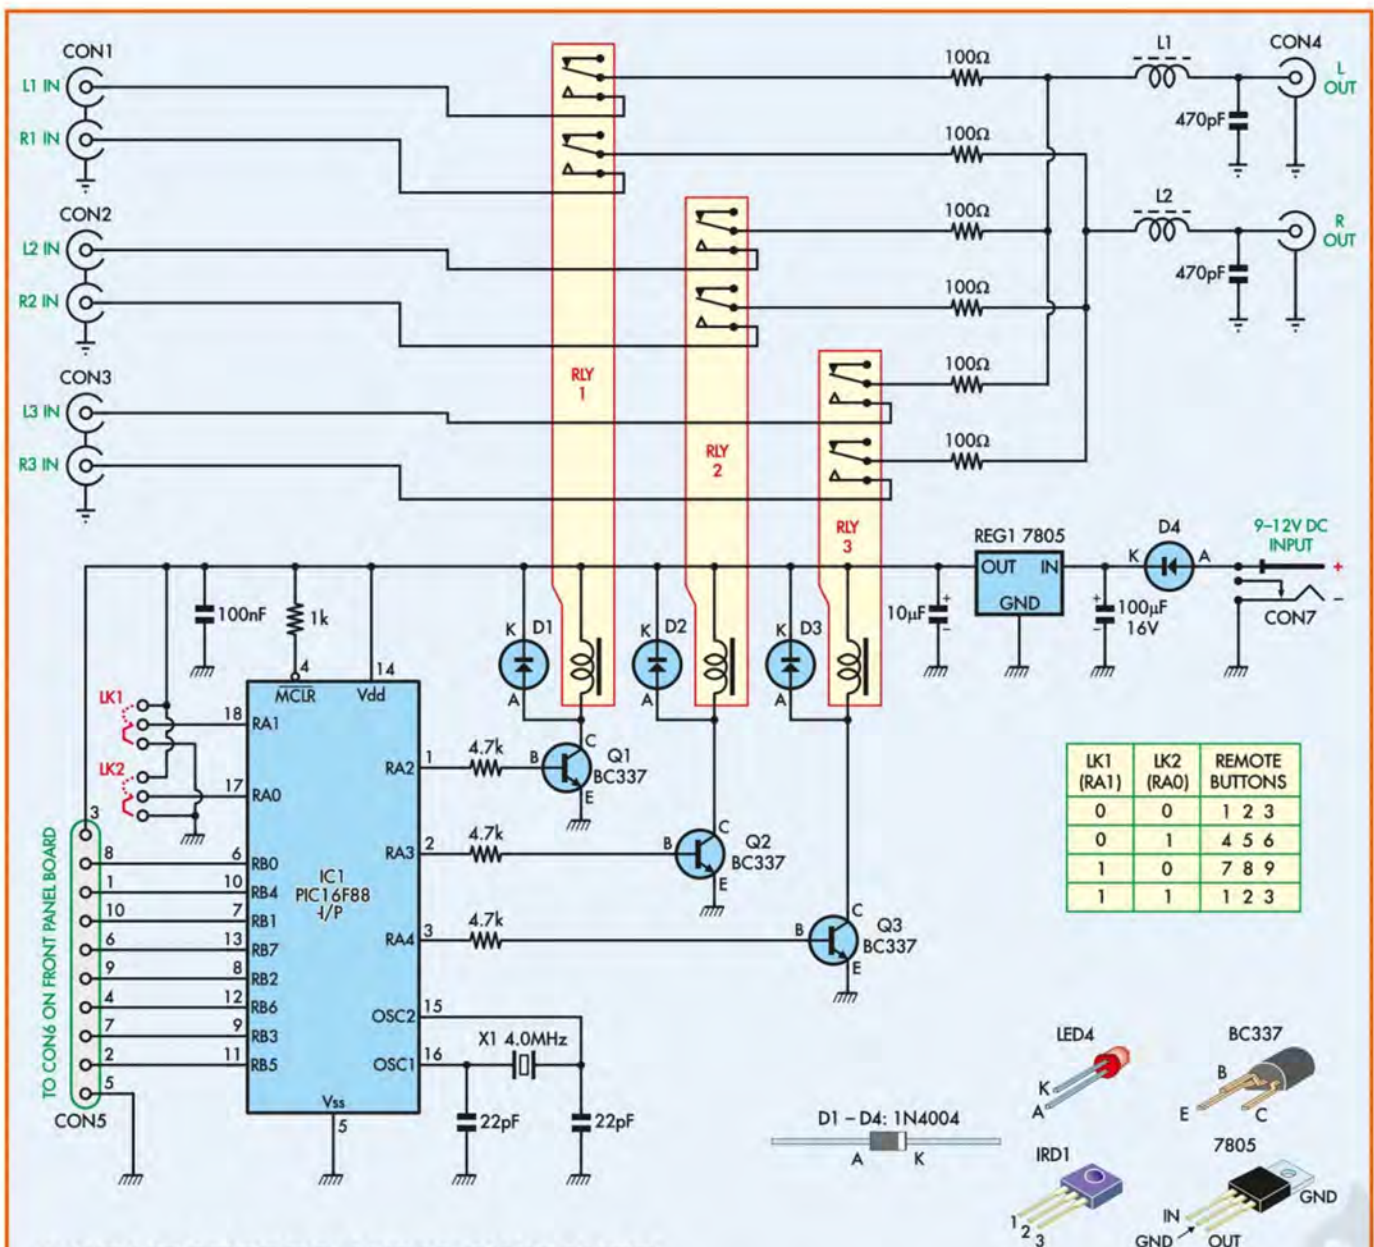 CON1
L1 IN
R1 IN
CON2
L2 IN
R2 IN
CON3
L3 IN
R3 IN
RLY
1
RLY
2
RLY
3
100Ω
100Ω
100Ω
100Ω
100Ω
100Ω
L1
CON4
L
OUT
470pF
L2
R
OUT
470pF
REG1 7805
OUT IN
GND
D4
K A
9–12V DC
INPUT
+
−
CON7
10µF
+
−
100µF
16V
+
−
100nF
1k
K D1
A
K D2
A
K D3
A
LK1
LK2
4
MCLR
14
Vdd
18 RA1
17 RA0
3
8 6 RB0
1 10 RB4
10 7 RB1
6 13 RB7
9 8 RB2
4 12 RB6
7 9 RB3
2 11 RB5
5
TO CON6 ON FRONT PANEL BOARD
CON5
IC1
PIC16F88
-I/P
RA2 1 4.7k
B C E
Q1
BC337
RA3 2 4.7k
B C E
Q2
BC337
RA4 3 4.7k
B C E
Q3
BC337
OSC2 15
OSC1 16
X1 4.0MHz
22pF
22pF
Vss
5
LK1 (RA1) LK2 (RA0) REMOTE BUTTONS
0 0 1 2 3
0 1 4 5 6
1 0 7 8 9
1 1 1 2 3
D1 – D4: 1N4004
A K
LED4
K
A
BC337
B
E C
IRD1
1
2
3
7805
GND
IN
GND OUT